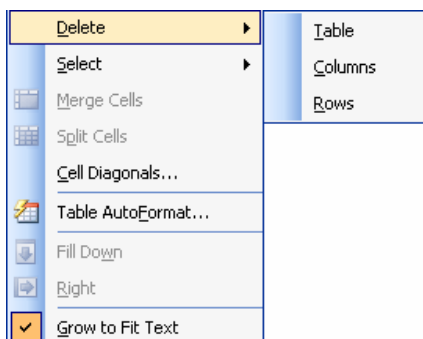 Delete
Select
Merge Cells
Split Cells
Cell Diagonals...
Table AutoFormat...
Fill Down
Right
Grow to Fit Text
Table
Columns
Rows